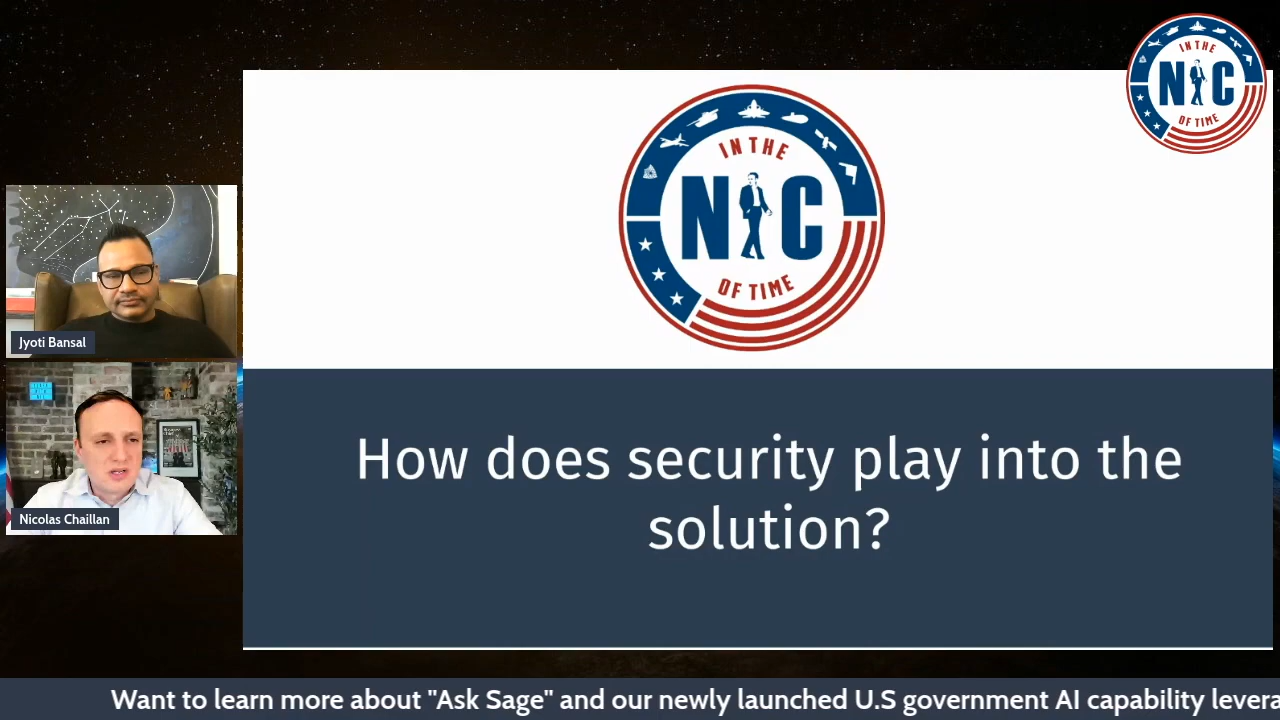 IN THE
NIC
OF TIME
IN THE
NIC
OF TIME
Jyoti Bansal
How does security play into the
solution?
Nicolas Chaillan
Want to learn more about "Ask Sage" and our newly launched U.S government AI capability levera